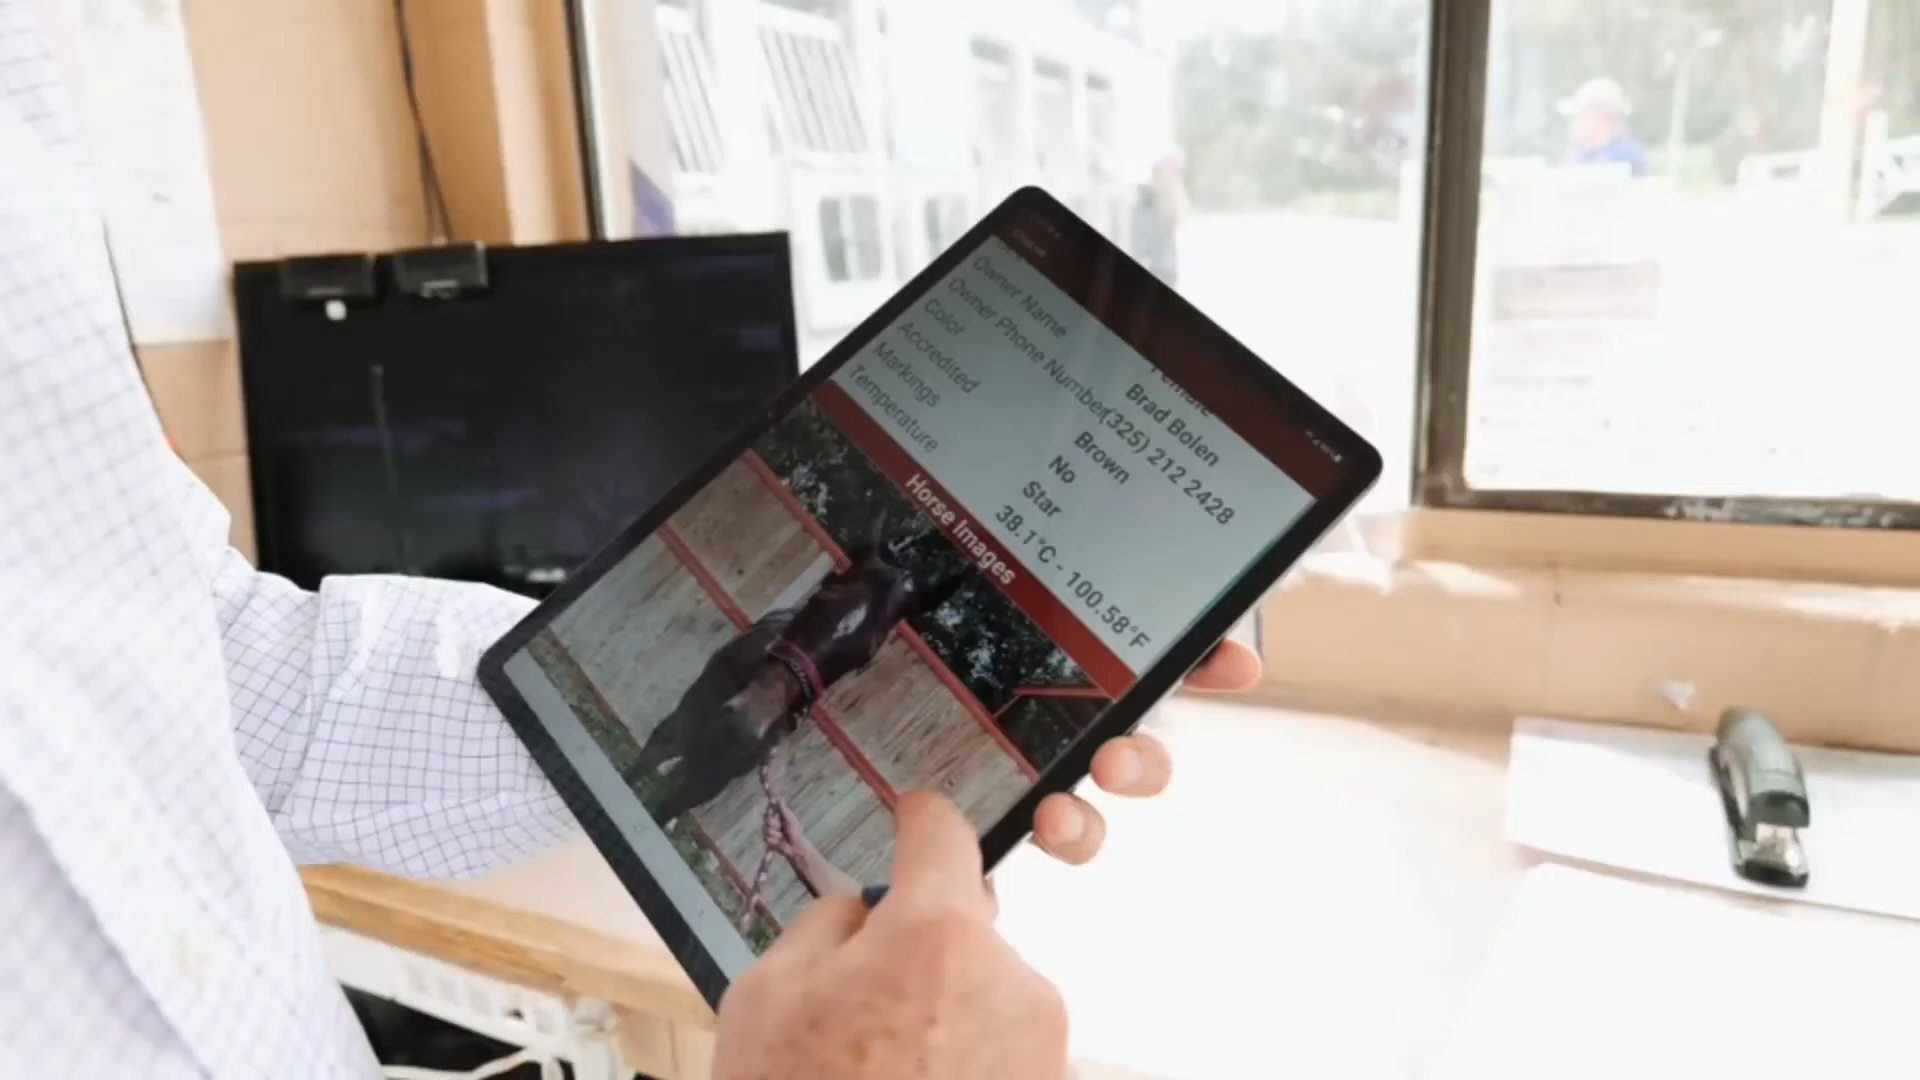 Female
Owner Name Brad Bolen
Owner Phone Number (325) 212 2428
Color Brown
Accredited No
Markings Star
Temperature 38.1°C - 100.58°F
Horse Images